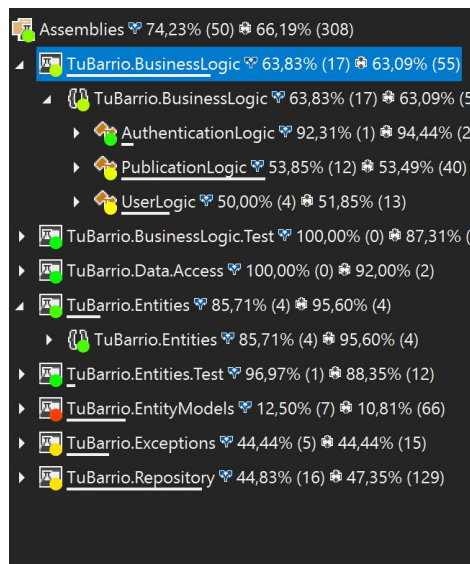 Assemblies 74,23% (50) 66,19% (308)
TuBarrio.BusinessLogic 63,83% (17) 63,09% (55)
TuBarrio.BusinessLogic 63,83% (17) 63,09% (5
AuthenticationLogic 92,31% (1) 94,44% (2
PublicationLogic 53,85% (12) 53,49% (40)
UserLogic 50,00% (4) 51,85% (13)
TuBarrio.BusinessLogic.Test 100,00% (0) 87,31% (
TuBarrio.Data.Access 100,00% (0) 92,00% (2)
TuBarrio.Entities 85,71% (4) 95,60% (4)
TuBarrio.Entities 85,71% (4) 95,60% (4)
TuBarrio.Entities.Test 96,97% (1) 88,35% (12)
TuBarrio.EntityModels 12,50% (7) 10,81% (66)
TuBarrio.Exceptions 44,44% (5) 44,44% (15)
TuBarrio.Repository 44,83% (16) 47,35% (129)